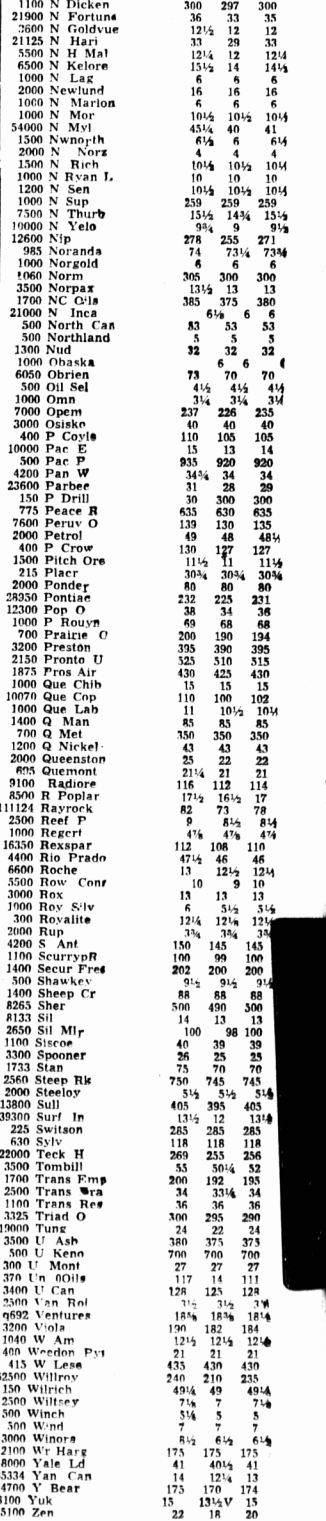 1100 N Dicken 300 297 300
21900 N Fortune 36 33 35
3600 N Goldvue 12½ 12 12
21125 N Hari 33 29 33
5500 N H Mal 12¼ 12 12¼
6500 N Kelore 15½ 14 14½
1000 N Lag 6 6 6
2000 Newlund 16 16 16
1000 N Marlon 6 6 6
1000 N Mor 10½ 10½ 10½
54000 N Myl 45¼ 40 41
1500 Nwnorth 6½ 6 6½
2000 N Norz 4 4 4
1500 N Rich 10½ 10½ 10½
1000 N Ryan L 10 10 10
1200 N Sen 10½ 10½ 10½
1000 N Sup 259 259 259
7500 N Thurb 15½ 14¾ 15½
10000 N Yelo 9¾ 9 9½
12600 Nip 278 255 271
985 Noranda 74 73¼ 73¾
1000 Norgold 6 6 6
1060 Norm 305 300 300
3500 Norpax 13½ 13 13
1700 NC Oils 385 375 380
21000 N Inca 6½ 6 6
500 North Can 83 53 53
500 Northland 5 5 5
1300 Nud 32 32 32
1000 Obaska 6 6
6050 Obrien 73 70 70
500 Oil Sel 4½ 4½ 4½
1000 Omn 3¼ 3¼ 3¼
7000 Opem 237 226 235
3000 Osisko 40 40 40
400 P Coyle 110 105 105
10000 Pac E 15 13 14
500 Pac P 935 920 920
4200 Pan W 34¾ 34 34
23600 Parbec 31 28 29
150 P Drill 30 300 300
775 Peace R 635 630 635
7600 Peruv O 139 130 135
2000 Petrol 49 48 48½
400 P Crow 130 127 127
1500 Pitch Ore 11½ 11 11½
215 Placr 30¾ 30¾ 30¾
2000 Ponder 80 80 80
28950 Pontiac 232 225 231
12300 Pop O 38 34 36
1000 P Rouyn 69 68 68
700 Prairie O 200 190 194
3200 Preston 395 390 395
2150 Pronto U 525 510 515
1875 Pros Air 430 425 430
1000 Que Chib 15 15 15
10070 Que Cop 110 100 102
1000 Que Lab 11 10½ 10½
1400 Q Man 85 85 85
700 Q Met 350 350 350
1200 Q Nickel 43 43 43
2000 Queenston 25 22 22
695 Quemont 21¼ 21 21
9100 Radiore 116 112 114
8500 R Poplar 17½ 16½ 17
111124 Rayrock 82 73 78
2500 Reef P 9 8½ 8½
1000 Regert 4⅞ 4⅞ 4⅞
16350 Rexspar 112 108 110
4400 Rio Prado 47½ 46 46
6600 Roche 13 12½ 12½
5500 Row Cons 10 9 10
3000 Rox 13 13 13
1000 Roy Silv 6 5½ 5½
300 Royalite 12¼ 12⅛ 12¼
2000 Rup 3¾ 3¾ 3¾
4200 S Ant 150 145 145
1100 ScurrypR 100 99 100
1400 Secur Free 202 200 200
500 Shawkey 9½ 9½ 9½
1400 Sheep Cr 88 88 88
8265 Sher 500 490 500
8133 Sil 14 13 13
2650 Sil Mlr 100 98 100
1100 Siscoe 40 39 39
3300 Spooner 26 25 25
1733 Stan 75 70 70
2560 Steep Rk 750 745 745
2000 Steeloy 5½ 5½ 5½
13800 Sull 405 395 405
39300 Surf In 13½ 12 13½
225 Switson 285 285 285
630 Sylv 118 118 118
22000 Teck H 269 255 256
3500 Tombill 55 50¼ 52
1700 Trans Emp 200 192 195
2500 Trans Era 34 33¼ 34
1100 Trans Res 36 36 36
3325 Triad O 300 295 290
19000 Tung 24 22 24
3500 U Ash 380 375 375
500 U Keno 700 700 700
300 U Mont 27 27 27
370 Un Oils 117 14 111
3400 U Can 128 125 128
2500 Van Roi 3½ 3½ 3½
9692 Ventures 18⅝ 18⅜ 18¼
3200 Viola 190 182 184
1040 W Am 12½ 12½ 12½
400 Weedon Pyr 21 21 21
415 W Lese 435 430 430
62500 Willroy 240 210 235
150 Wilrich 49¼ 49 49¼
2500 Wiltsey 7⅛ 7 7⅛
500 Winch 5¼ 5 5
500 Wind 7 7 7
3000 Winora 8½ 6½ 6½
2100 Wr Harg 175 175 175
8000 Yale Ld 41 40½ 41
5334 Yan Can 14 12¼ 13
4700 Y Bear 175 170 174
3100 Yuk 15 13½V 15
5100 Zen 22 18 20